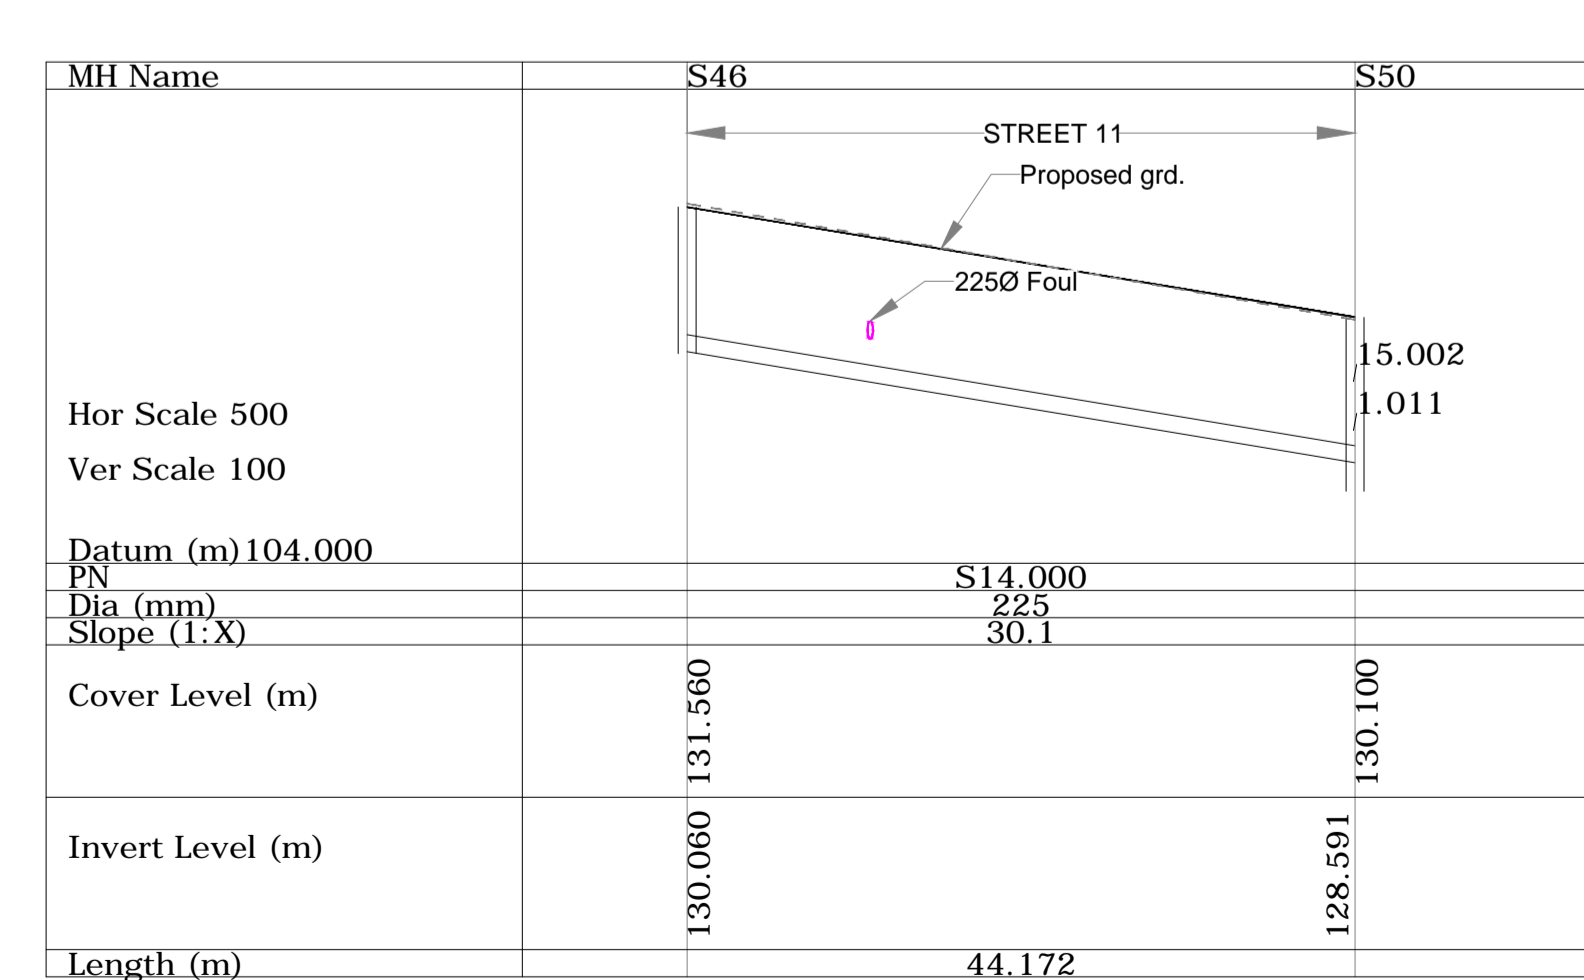 MH Name S46 S50
STREET 11
Proposed grd.
225Ø Foul
15.002
1.011
Hor Scale 500
Ver Scale 100
Datum (m)104.000
PN S14.000
Dia (mm) 225
Slope (1:X) 30.1
Cover Level (m) 131.560 130.100
Invert Level (m) 130.060 128.591
Length (m) 44.172